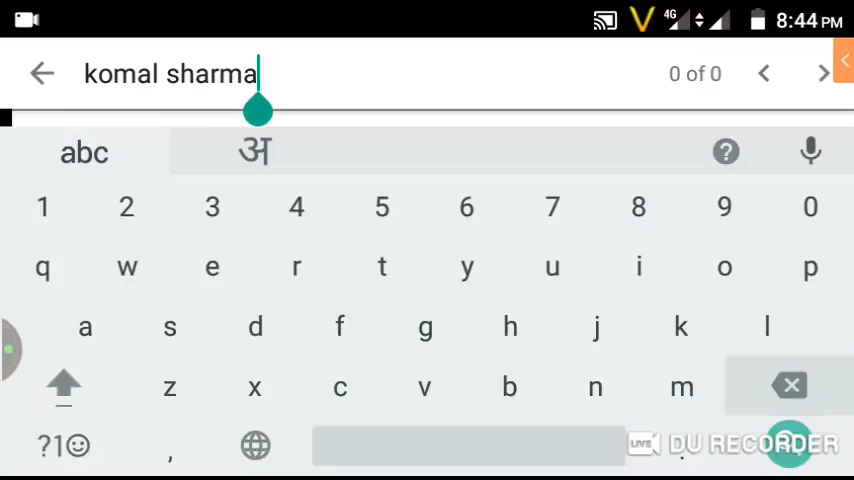 4G 8:44 PM
komal sharma 0 of 0
abc अ ?
1 2 3 4 5 6 7 8 9 0
q w e r t y u i o p
a s d f g h j k l
z x c v b n m
?1 , . LIVE DU RECORDER